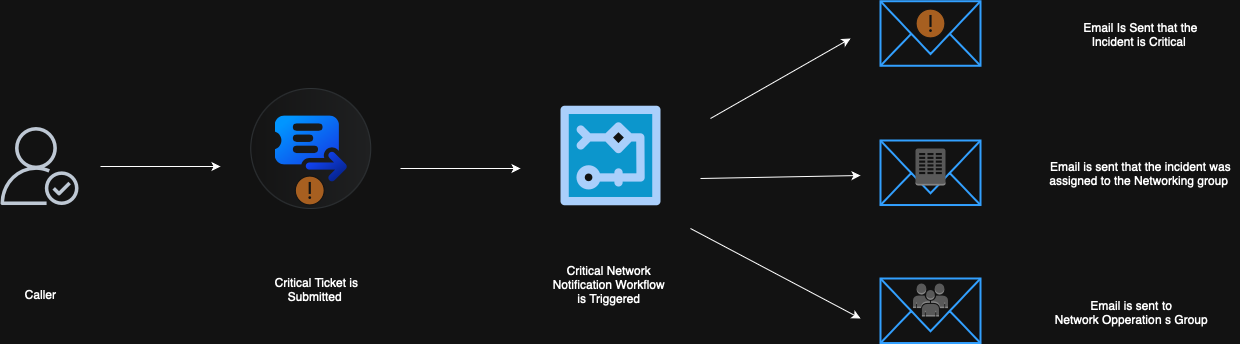 Caller
Critical Ticket is
Submitted
Critical Network
Notification Workflow
is Triggered
Email Is Sent that the
Incident is Critical
Email is sent that the incident was
assigned to the Networking group
Email is sent to
Network Opperation s Group